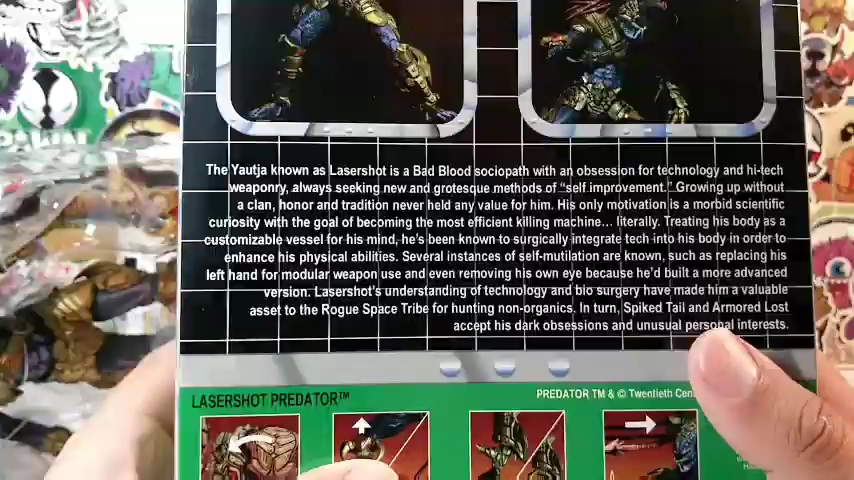 The Yautja known as Lasershot is a Bad Blood sociopath with an obsession for technology and hi-tech
weaponry, always seeking new and grotesque methods of “self improvement.” Growing up without
a clan, honor and tradition never held any value for him. His only motivation is a morbid scientific
curiosity with the goal of becoming the most efficient killing machine... literally. Treating his body as a
customizable vessel for his mind, he's been known to surgically integrate tech into his body in order to
enhance his physical abilities. Several instances of self-mutilation are known, such as replacing his
left hand for modular weapon use and even removing his own eye because he'd built a more advanced
version. Lasershot's understanding of technology and bio surgery have made him a valuable
asset to the Rogue Space Tribe for hunting non-organics. In turn, Spiked Tail and Armored Lost
accept his dark obsessions and unusual personal interests.
LASERSHOT PREDATOR™
PREDATOR TM & © Twentieth